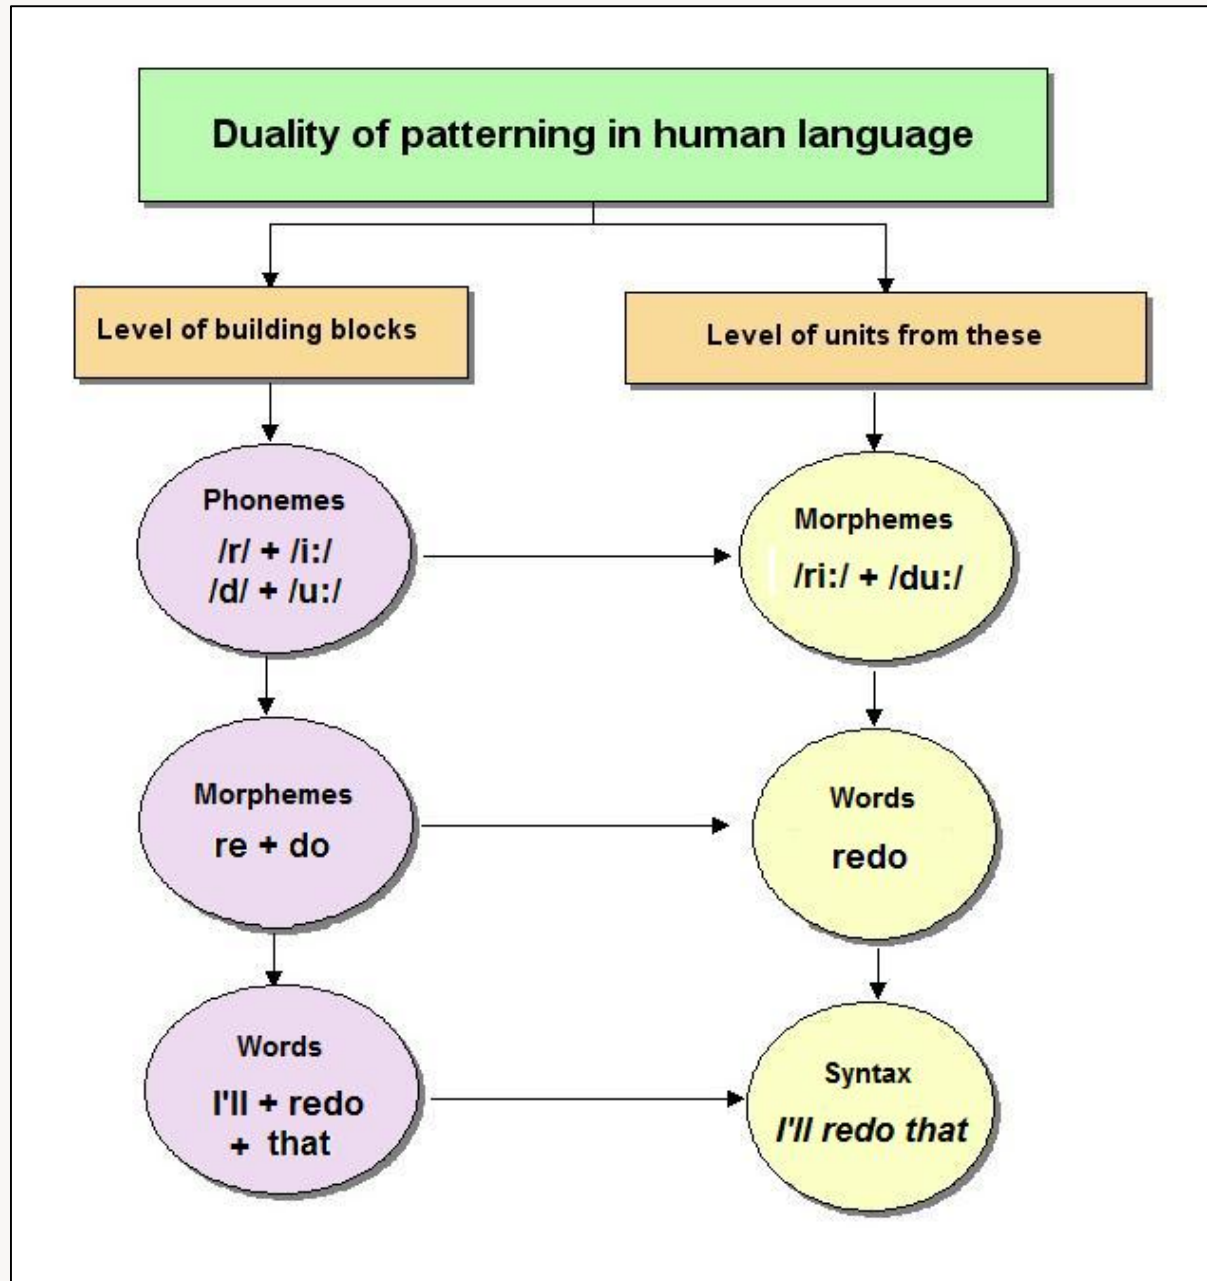 Duality of patterning in human language
Level of building blocks
Level of units from these
Phonemes
/r/ + /i:/
/d/ + /u:/
Morphemes
/ri:/ + /du:/
Morphemes
re + do
Words
redo
Words
I'll + redo
+ that
Syntax
I'll redo that